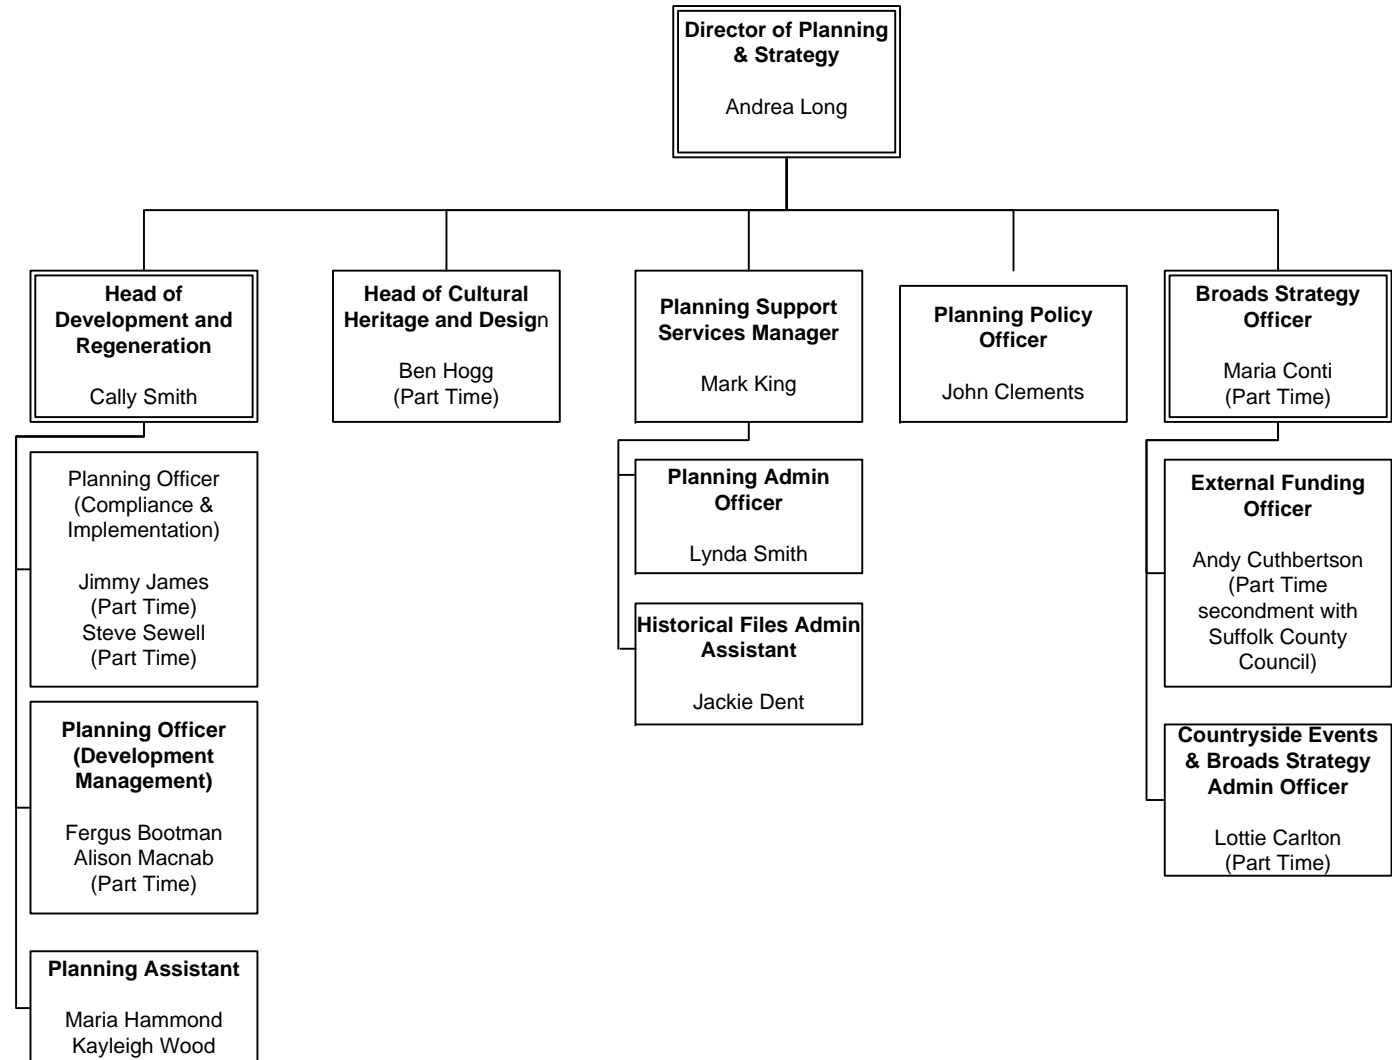 Director of Planning
& Strategy
Andrea Long
Head of
Development and
Regeneration
Cally Smith
Head of Cultural
Heritage and Design
Ben Hogg
(Part Time)
Planning Support
Services Manager
Mark King
Planning Policy
Officer
John Clements
Broads Strategy
Officer
Maria Conti
(Part Time)
Planning Officer
(Compliance &
Implementation)
Jimmy James
(Part Time)
Steve Sewell
(Part Time)
Planning Officer
(Development
Management)
Fergus Bootman
Alison Macnab
(Part Time)
Planning Assistant
Maria Hammond
Kayleigh Wood
Planning Admin
Officer
Lynda Smith
Historical Files Admin
Assistant
Jackie Dent
External Funding
Officer
Andy Cuthbertson
(Part Time
secondment with
Suffolk County
Council)
Countryside Events
& Broads Strategy
Admin Officer
Lottie Carlton
(Part Time)